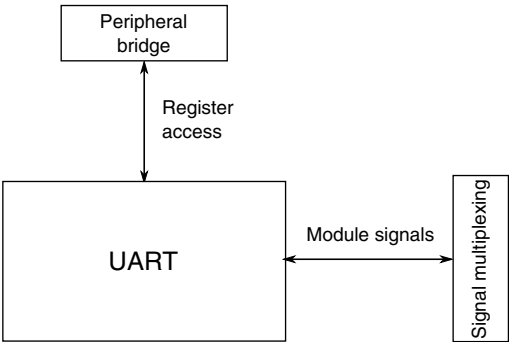 Peripheral
bridge
Register
access
UART
Module signals
Signal multiplexing